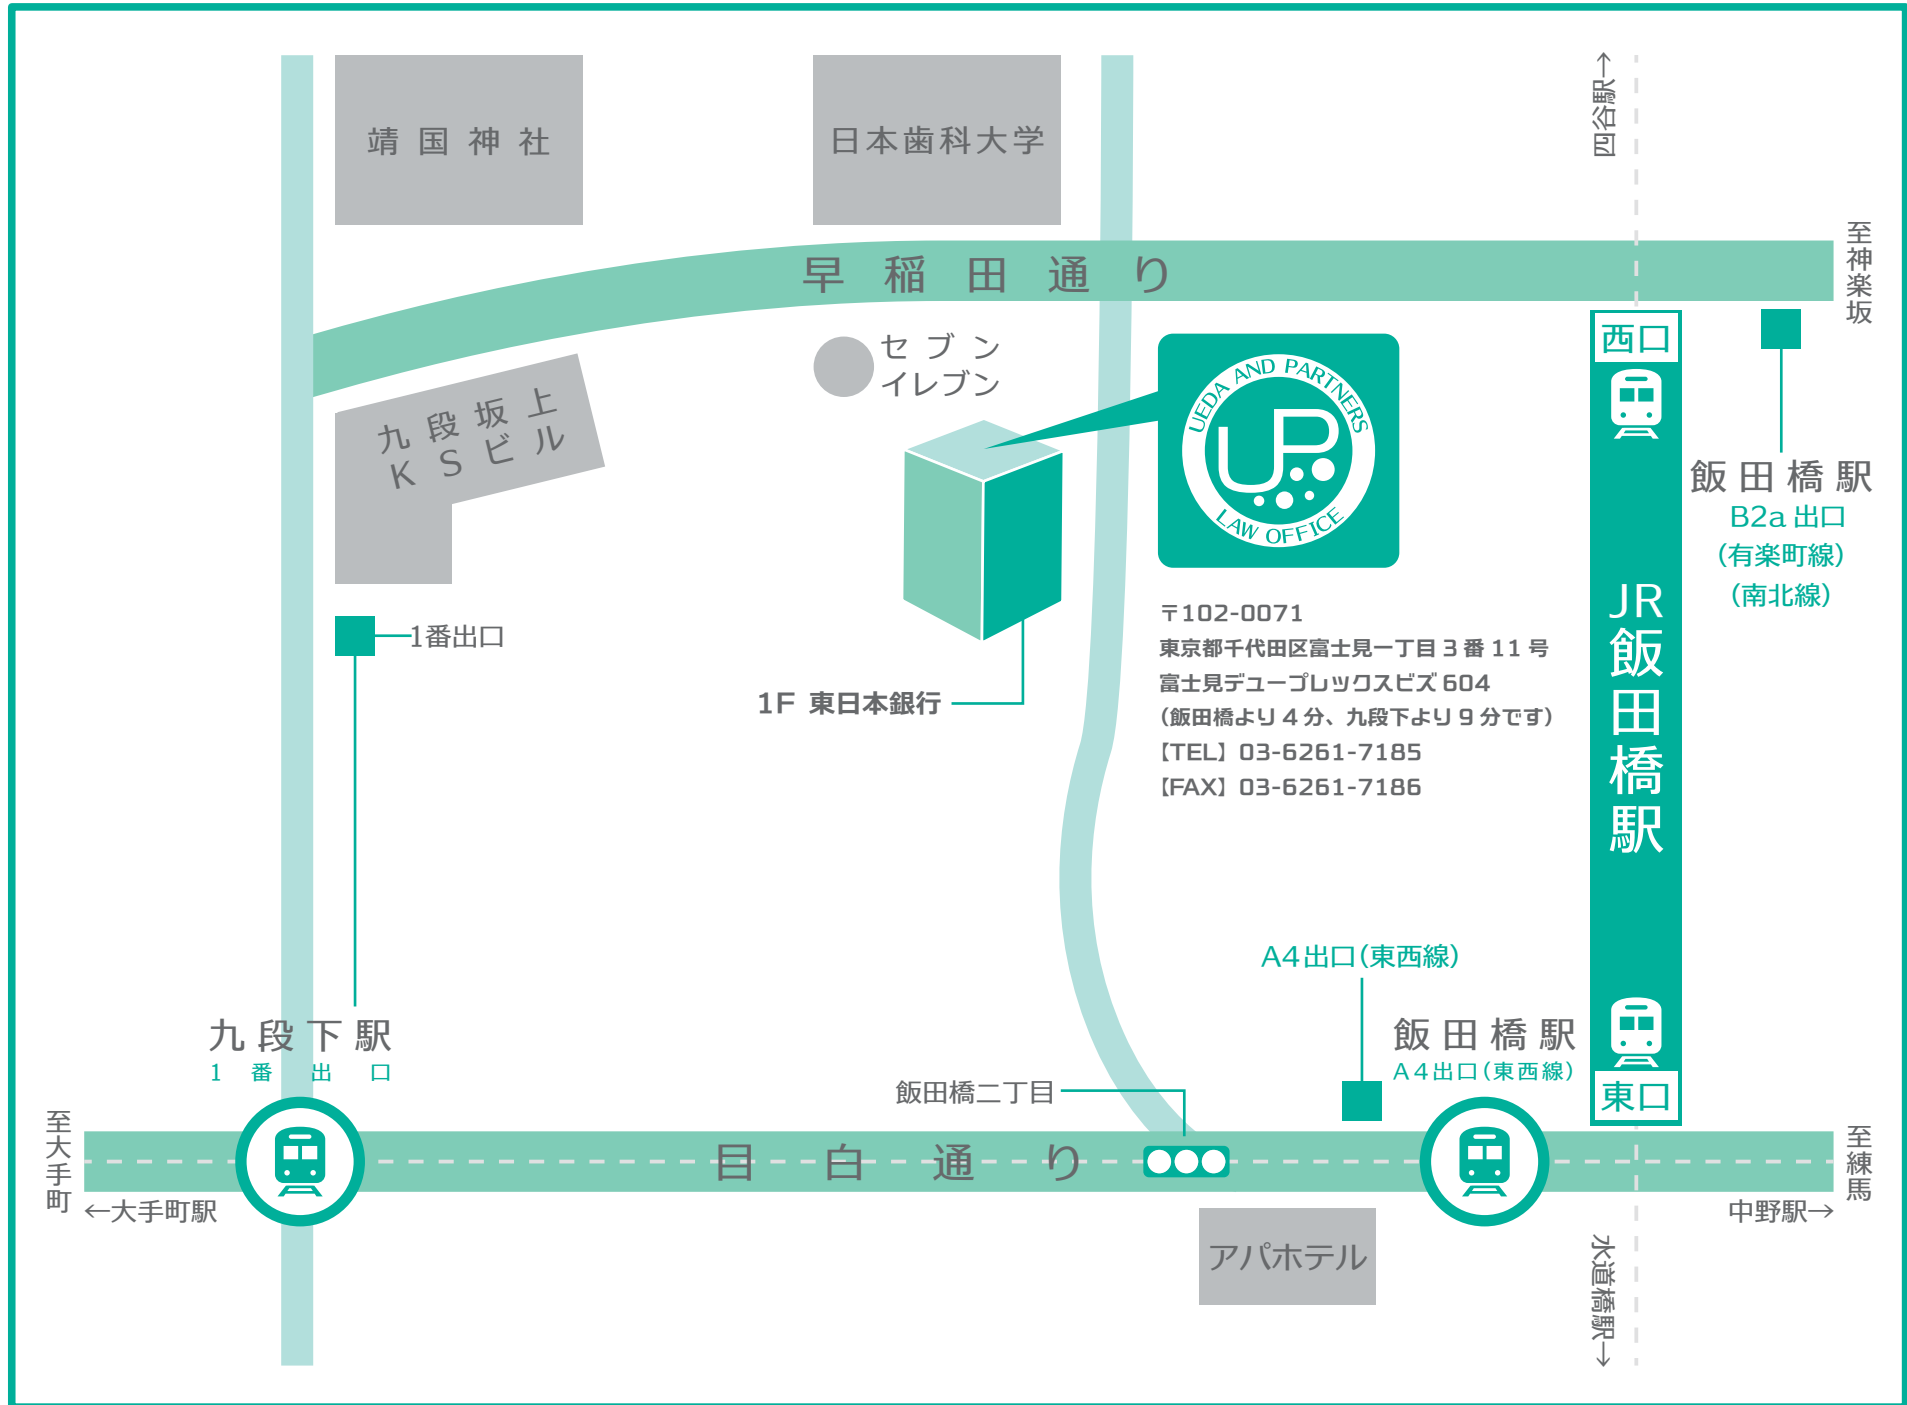 靖国神社
日本歯科大学
四谷駅→
早稲田通り
至神楽坂
セブン
イレブン
西口
UEDA AND PARTNERS
UP
LAW OFFICE
九段坂上
KSビル
飯田橋駅
B2a出口
(有楽町線)
(南北線)
1番出口
1F 東日本銀行
〒102-0071
東京都千代田区富士見一丁目3番11号
富士見デュープレックスビズ604
(飯田橋より4分、九段下より9分です)
【TEL】03-6261-7185
【FAX】03-6261-7186
JR飯田橋駅
A4出口(東西線)
九段下駅
1番出口
飯田橋駅
A4出口(東西線)
飯田橋二丁目
東口
至大手町
目白通り
至練馬
←大手町駅
中野駅→
アパホテル
水道橋駅→